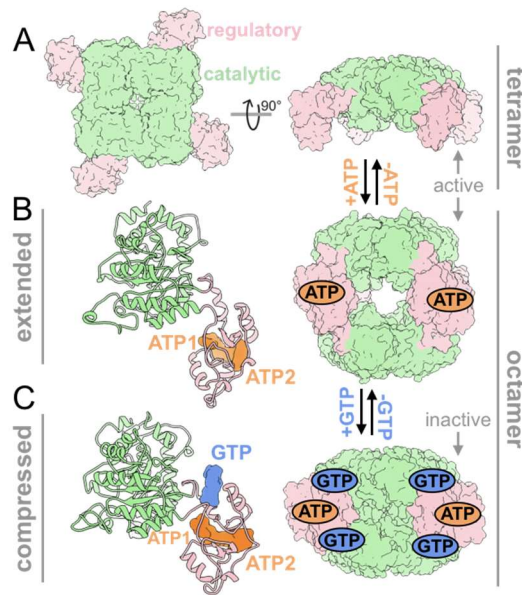 A
regulatory
catalytic
90°
tetramer
+ATP
-ATP
active
B
extended
ATP1
ATP2
ATP
ATP
octamer
+GTP
-GTP
inactive
C
compressed
GTP
ATP1
ATP2
GTP
GTP
ATP
ATP
GTP
GTP